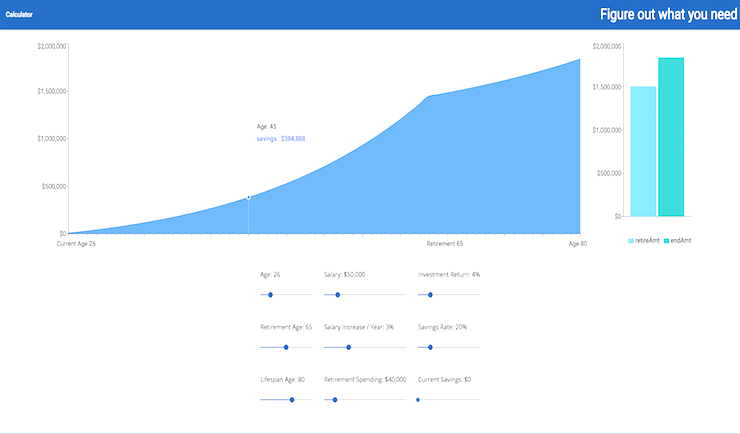 Calculator
Figure out what you need
$2,000,000
$1,500,000
$1,000,000
$500,000
$0
Age: 45
savings : $384,888
Current Age 26
Retirement 65
Age 80
$2,000,000
$1,500,000
$1,000,000
$500,000
$0
retireAmt endAmt
Age: 26 Salary: $50,000 Investment Return: 4%
Retirement Age: 65 Salary Increase / Year: 3% Savings Rate: 20%
Lifespan Age: 80 Retirement Spending: $40,000 Current Savings: $0